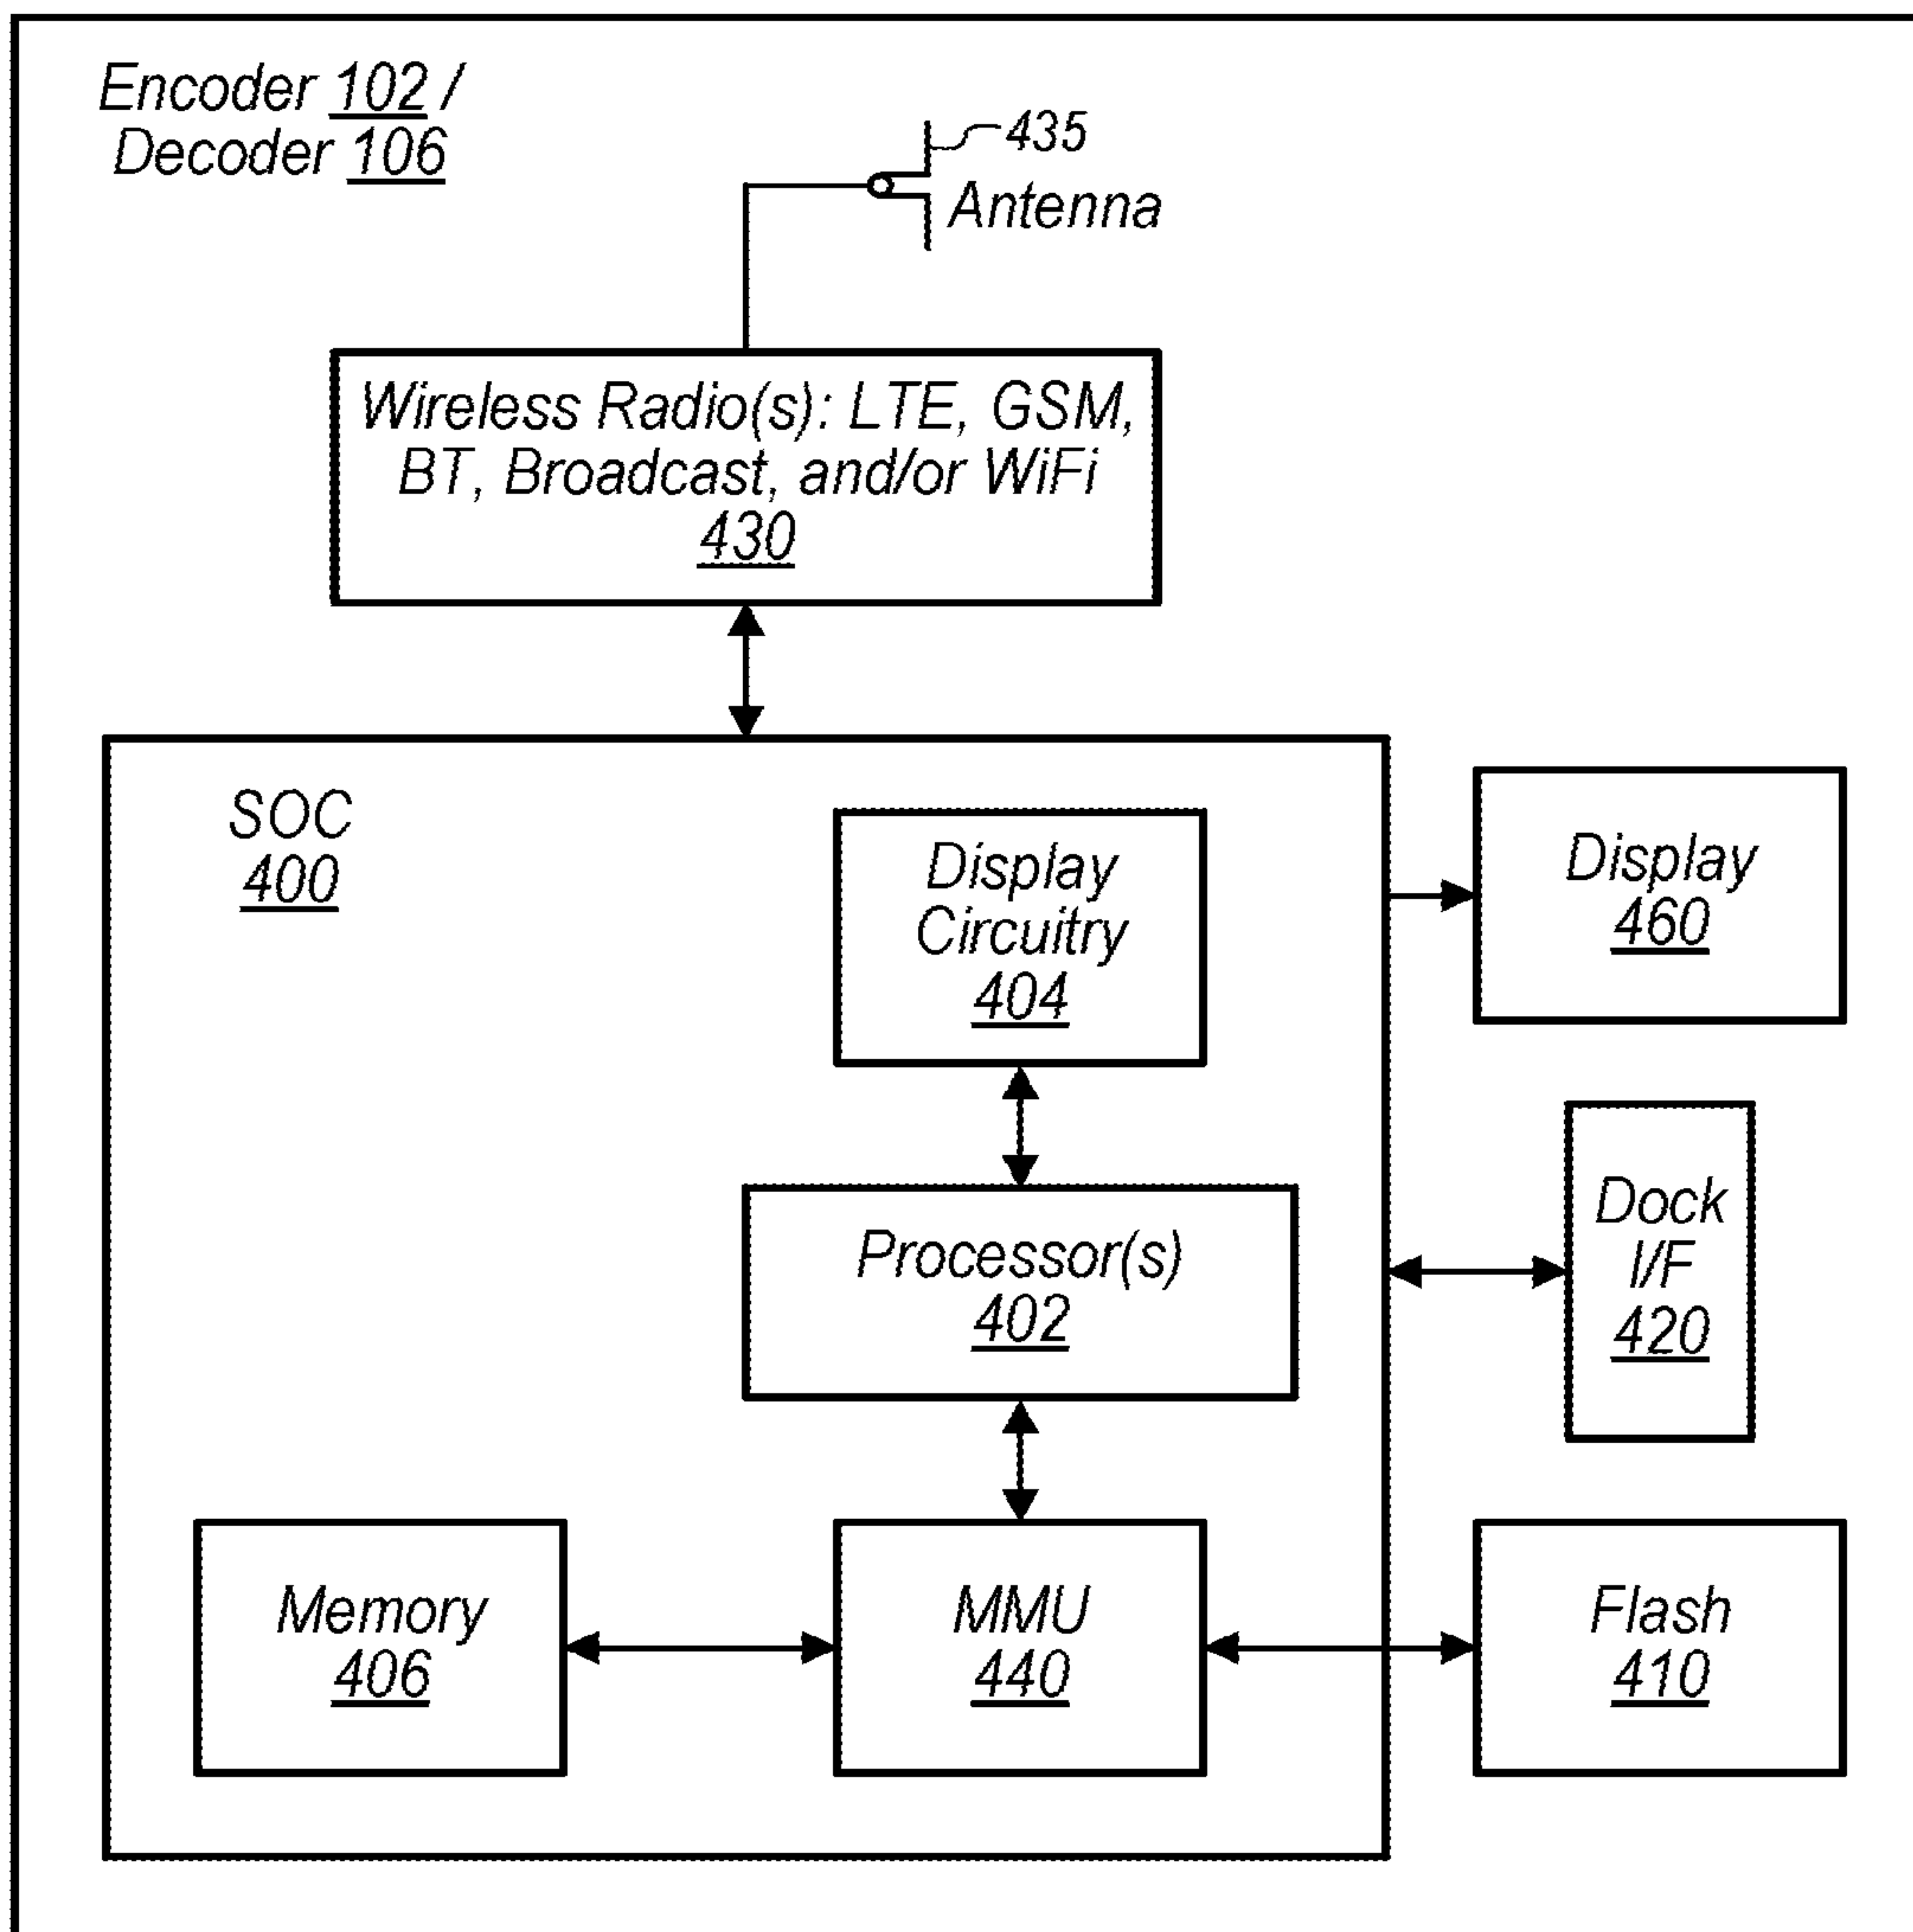 Encoder 102 /
Decoder 106
435
Antenna
Wireless Radio(s): LTE, GSM,
BT, Broadcast, and/or WiFi
430
SOC
400
Display
Circuitry
404
Display
460
Processor(s)
402
Dock
I/F
420
Memory
406
MMU
440
Flash
410